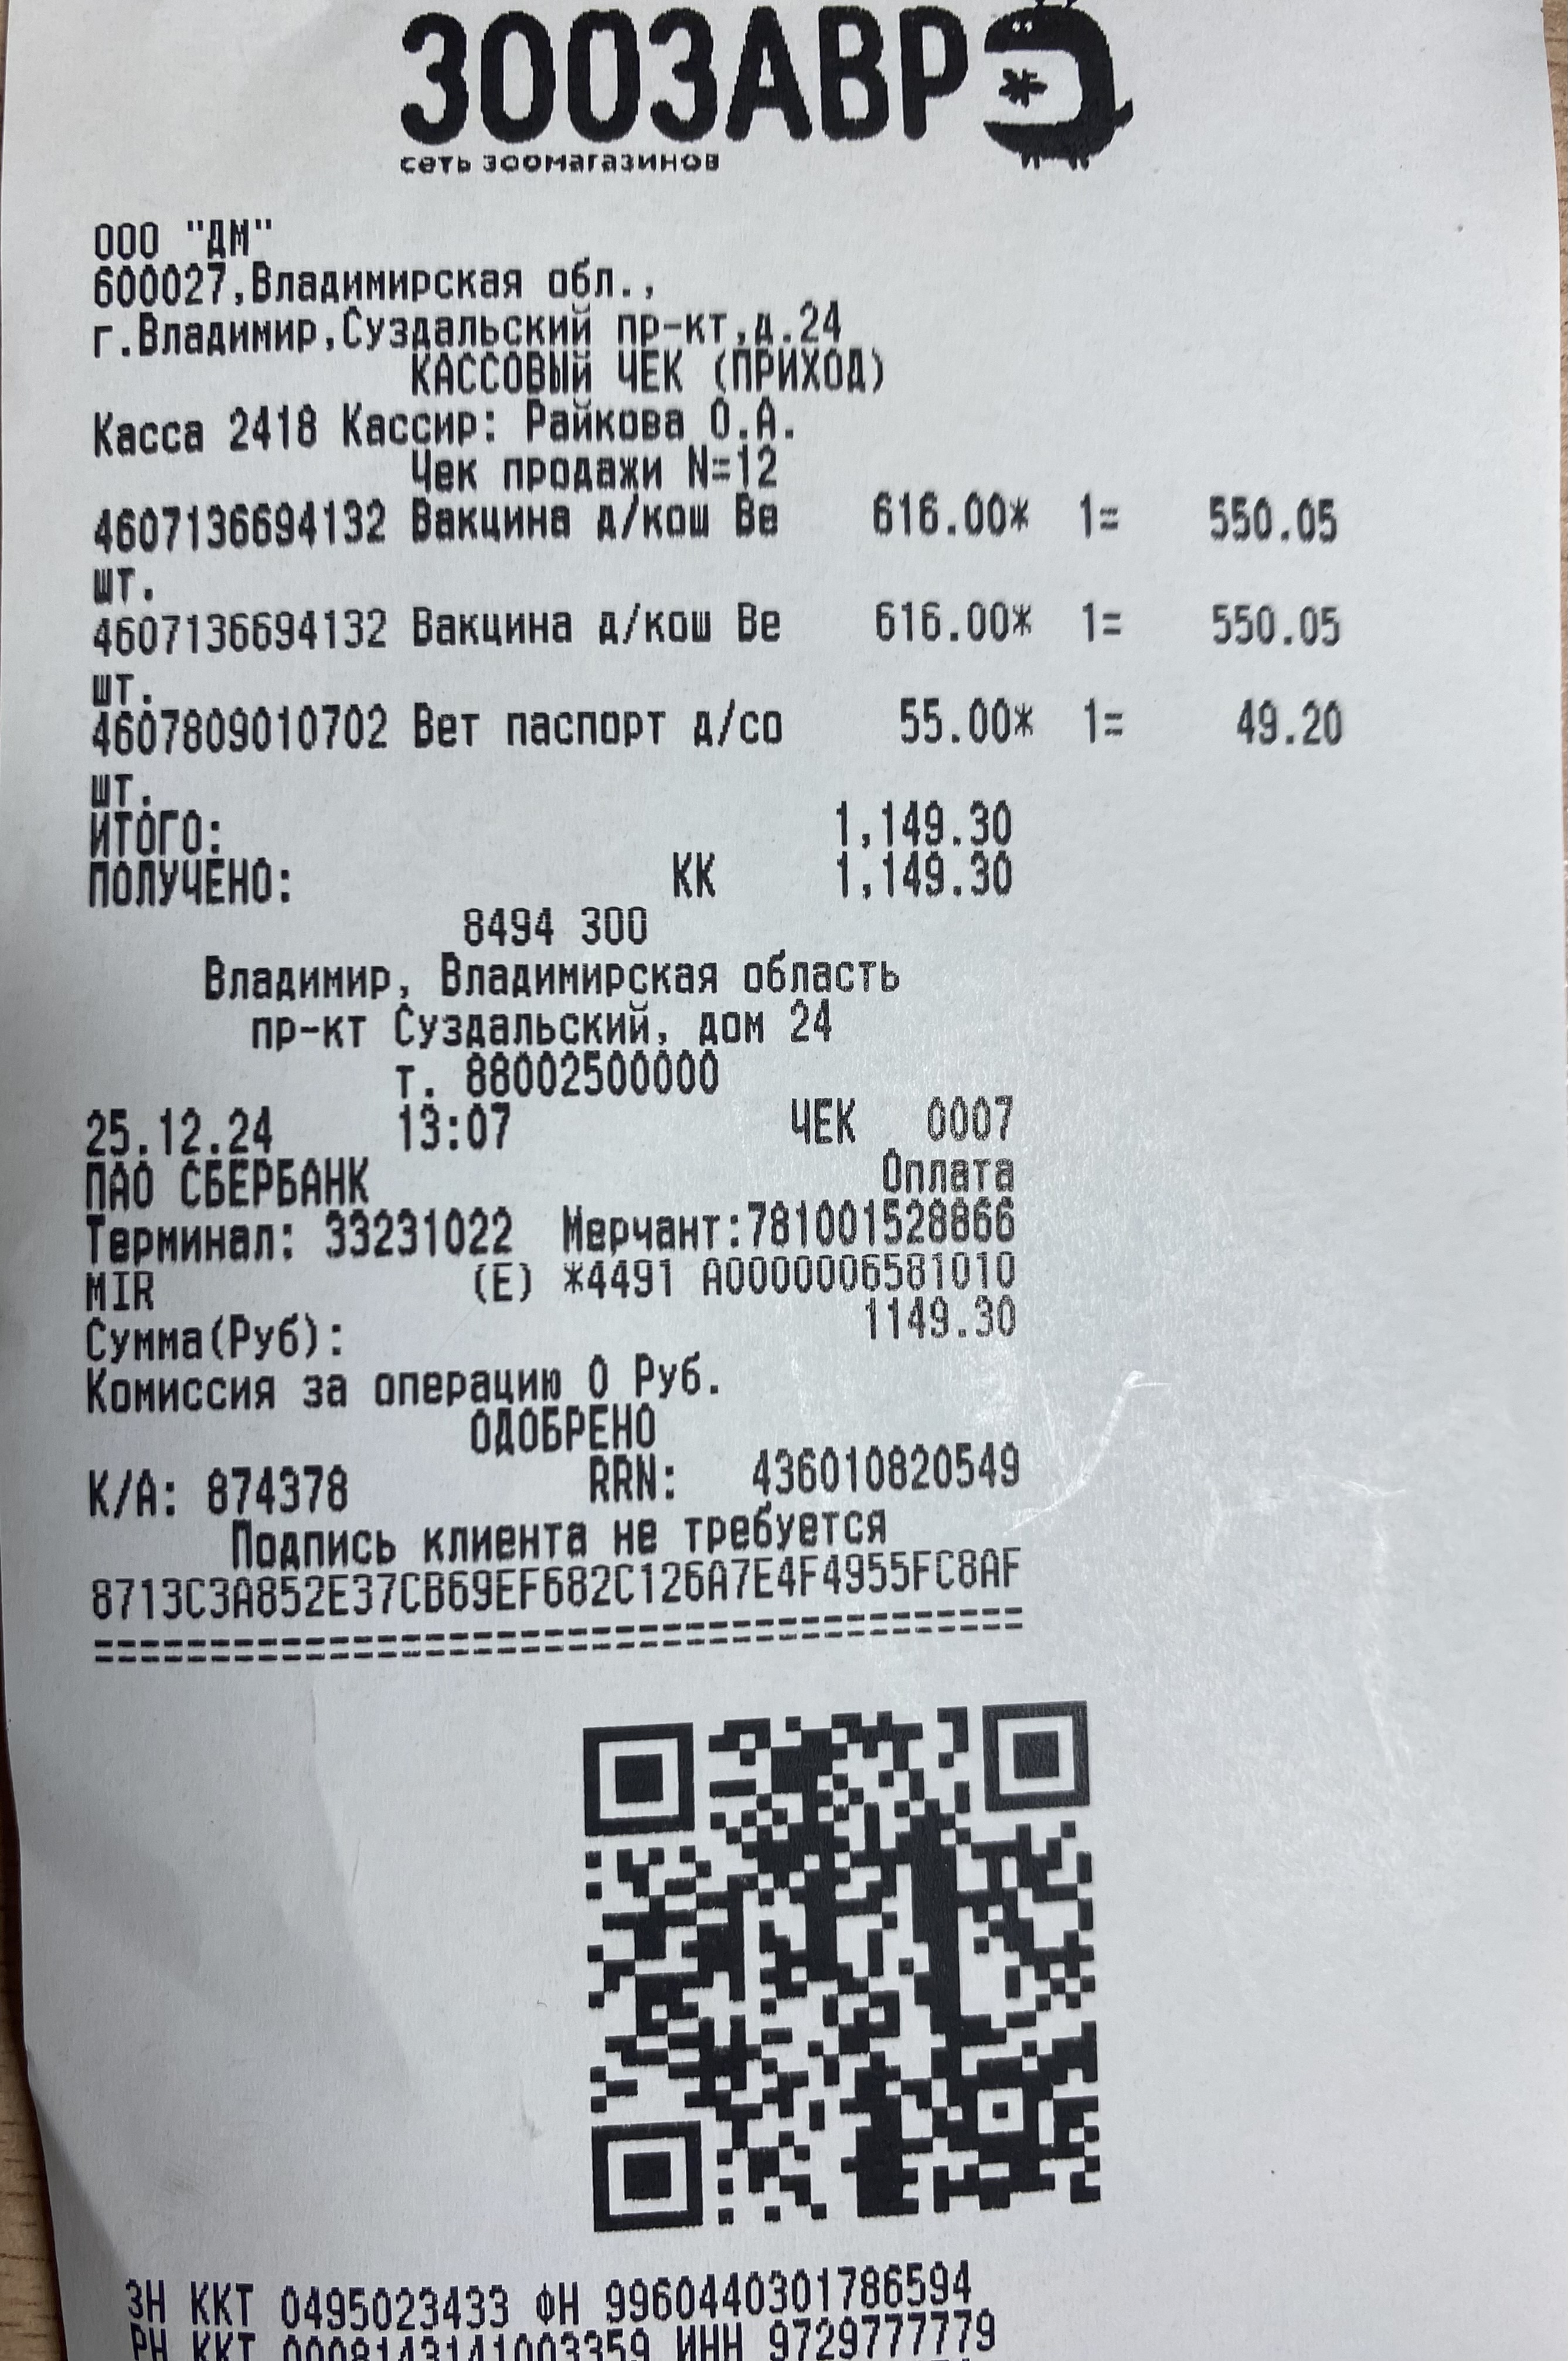 ЗООЗАВР
сеть зоомагазинов
ООО "ДМ"
600027,Владимирская обл.,
г.Владимир,Суздальский пр-кт,д.24
КАССОВЫЙ ЧЕК (ПРИХОД)
Касса 2418 Кассир: Райкова О.А.
Чек продажи N=12
4607136694132 Вакцина д/кош Ве 616.00* 1= 550.05
шт.
4607136694132 Вакцина д/кош Ве 616.00* 1= 550.05
шт.
4607809010702 Вет паспорт д/со 55.00* 1= 49.20
шт.
ИТОГО: 1,149.30
ПОЛУЧЕНО: КК 1,149.30
8494 300
Владимир, Владимирская область
пр-кт Суздальский, дом 24
т. 88002500000
25.12.24 13:07 ЧЕК 0007
ПАО СБЕРБАНК Оплата
Терминал: 33231022 Мерчант:781001528866
MIR (E) *4491 A0000006581010
Сумма(Руб): 1149.30
Комиссия за операцию 0 Руб.
ОДОБРЕНО
К/А: 874378 RRN: 436010820549
Подпись клиента не требуется
8713C3A852E37CB69EF682C126A7E4F4955FC8AF
========================================
ЗН ККТ 0495023433 ФН 9960440301786594
РН ККТ 0008143141003359 ИНН 9729777779